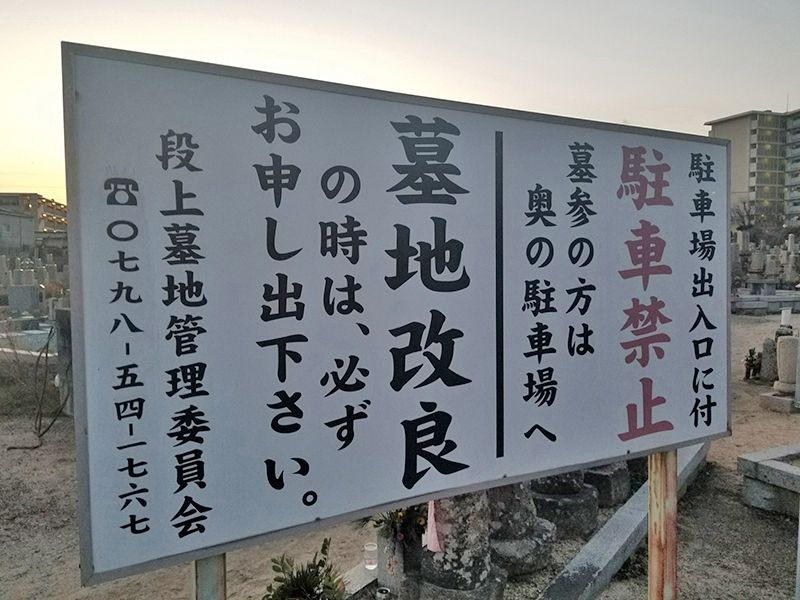 駐車場出入口に付
駐車禁止
墓参の方は
奥の駐車場へ
墓地改良
の時は、必ず
お申し出下さい。
段上墓地管理委員会
☎〇七九八-五四-一七六七